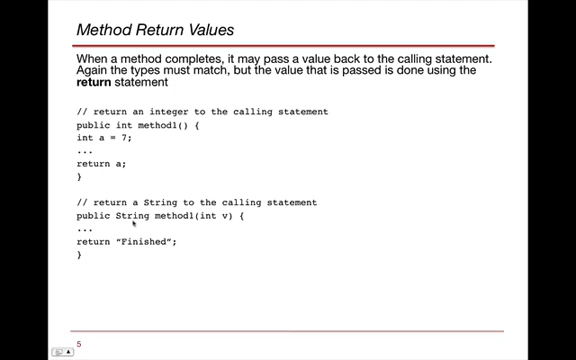 Method Return Values
When a method completes, it may pass a value back to the calling statement.
Again the types must match, but the value that is passed is done using the
return statement
// return an integer to the calling statement
public int method1() {
int a = 7;
...
return a;
}
// return a String to the calling statement
public String method1(int v) {
...
return “Finished”;
}
5